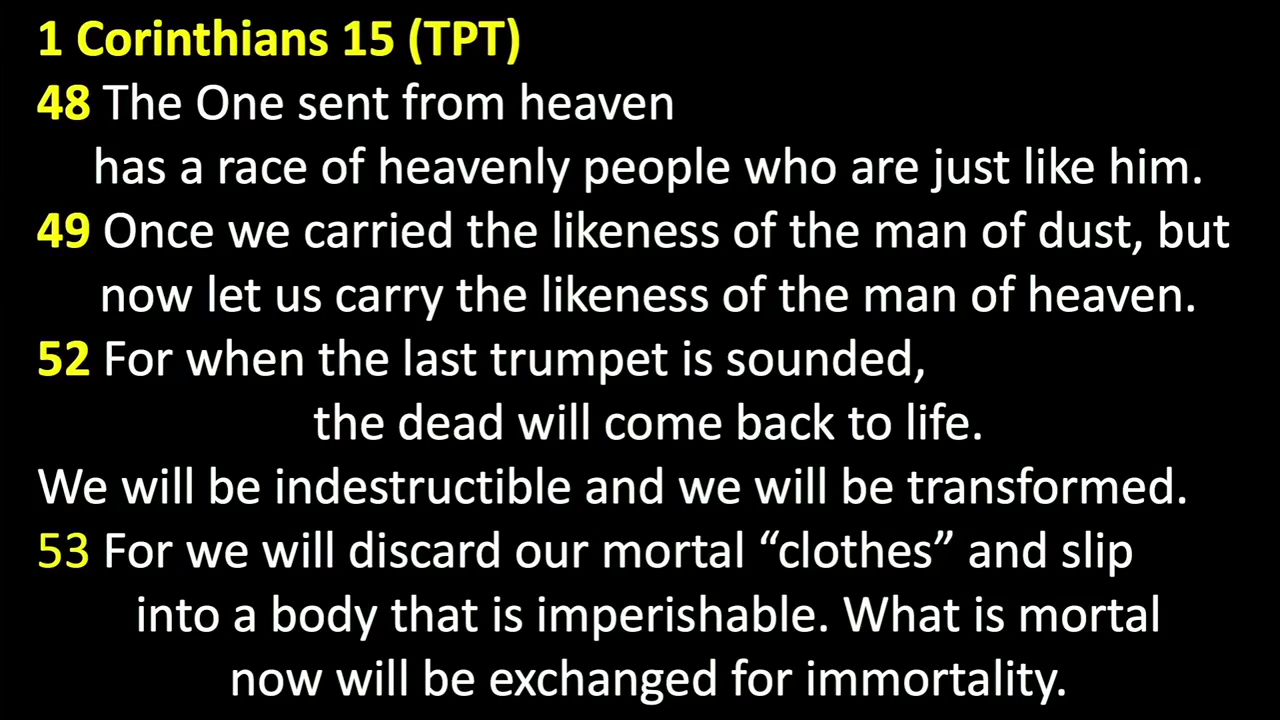 1 Corinthians 15 (TPT)
48 The One sent from heaven
has a race of heavenly people who are just like him.
49 Once we carried the likeness of the man of dust, but
now let us carry the likeness of the man of heaven.
52 For when the last trumpet is sounded,
the dead will come back to life.
We will be indestructible and we will be transformed.
53 For we will discard our mortal “clothes” and slip
into a body that is imperishable. What is mortal
now will be exchanged for immortality.